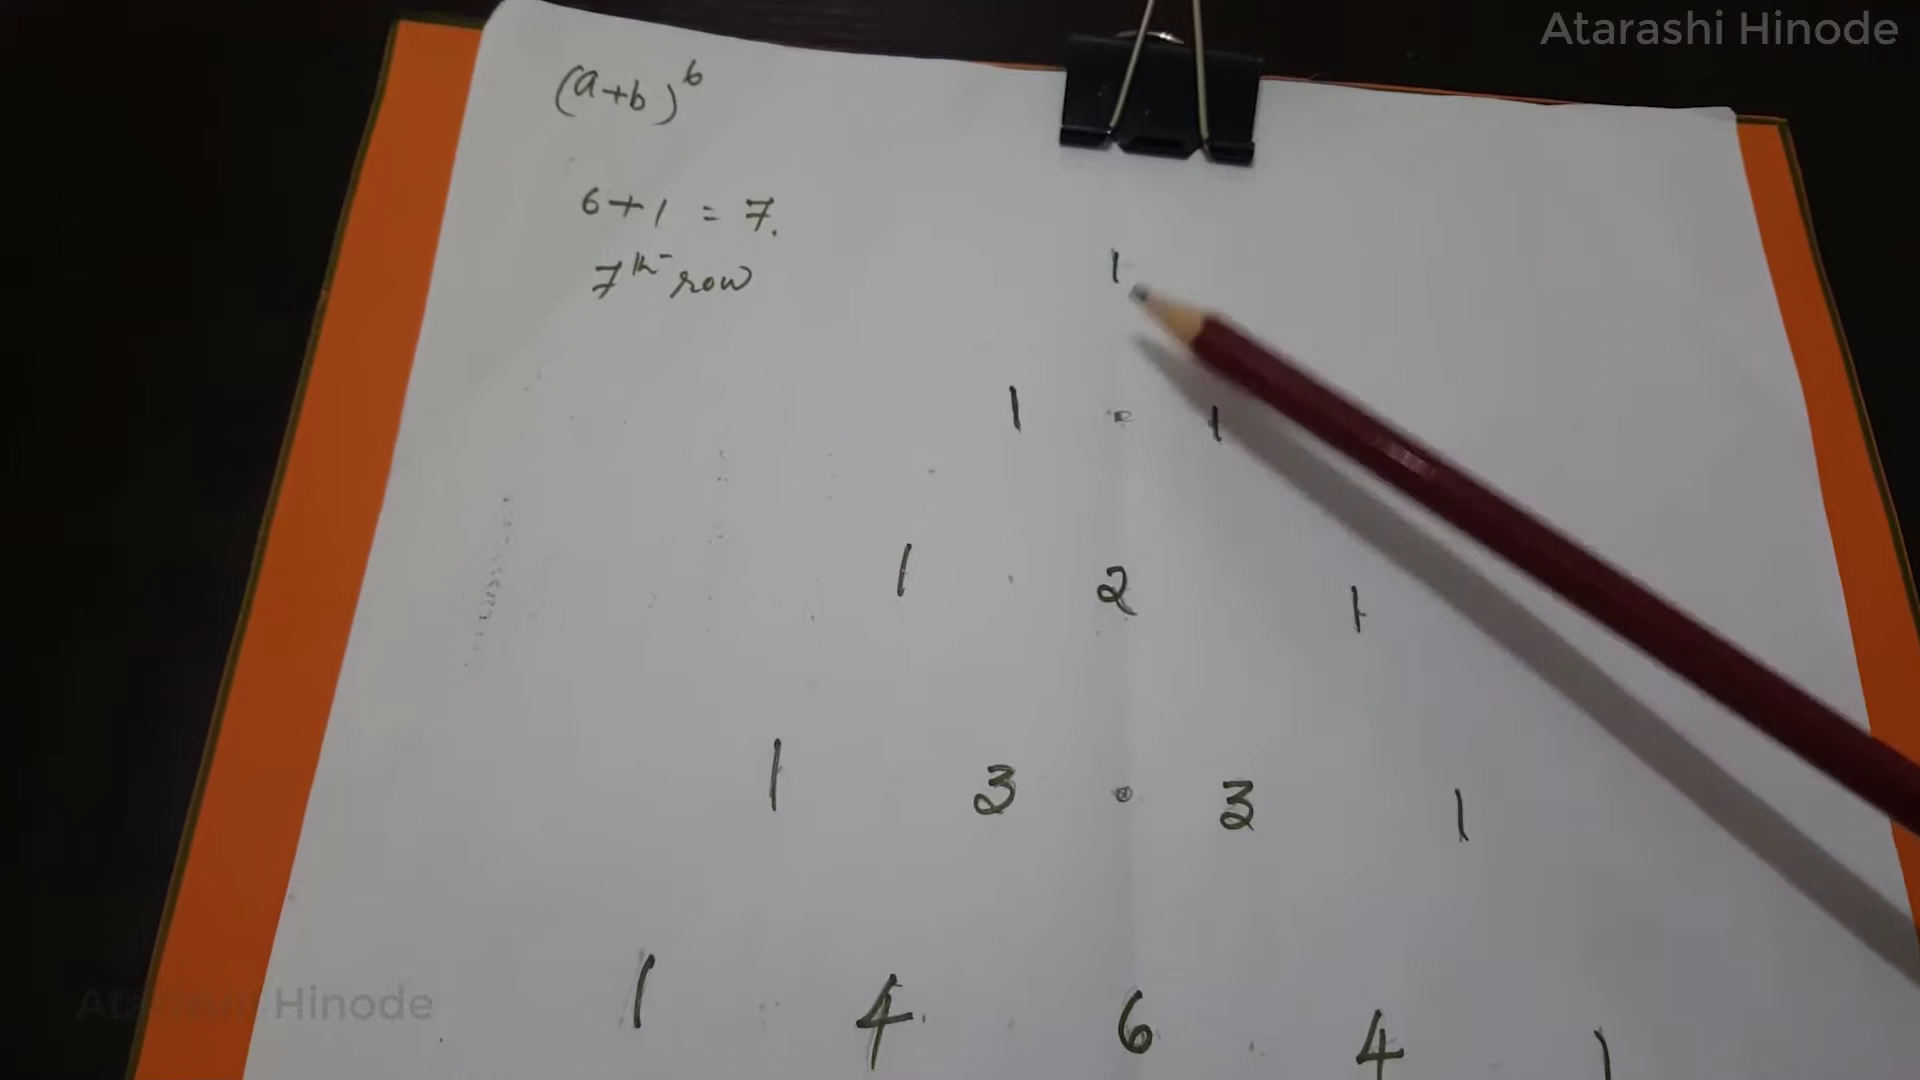 Atarashi Hinode
(a+b)^6
6+1 = 7.
7th row
1
1 1
1 2 1
1 3 3 1
1 4 6 4 1
Atarashi Hinode